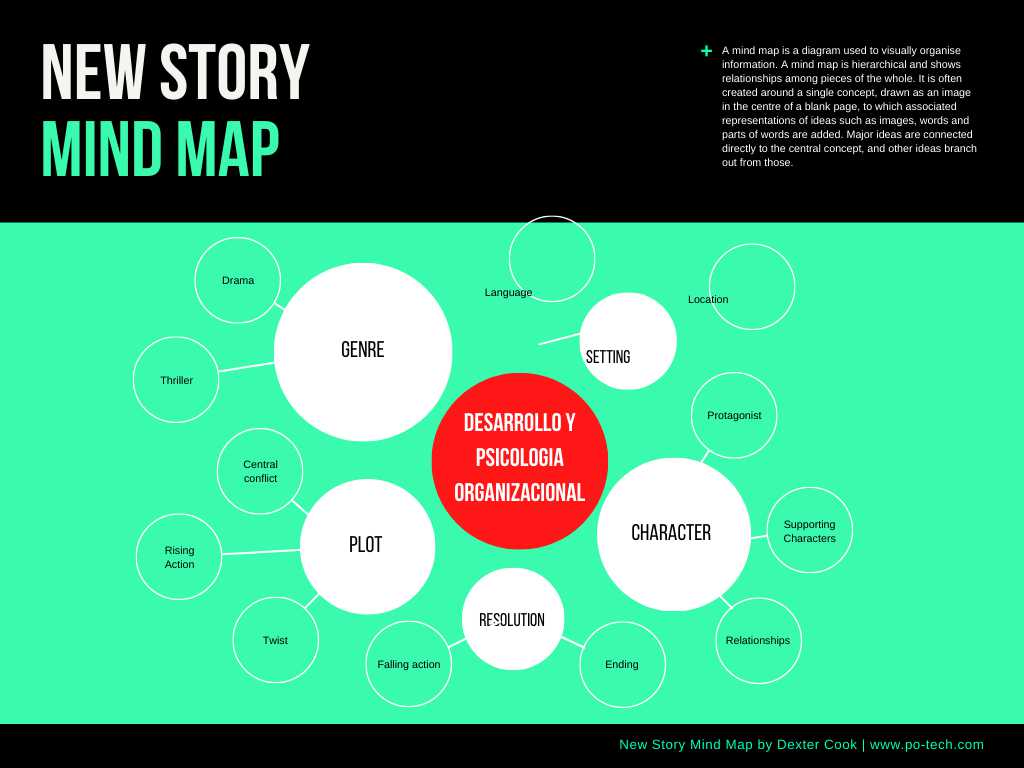 NEW STORY
MIND MAP
+
A mind map is a diagram used to visually organise
information. A mind map is hierarchical and shows
relationships among pieces of the whole. It is often
created around a single concept, drawn as an image
in the centre of a blank page, to which associated
representations of ideas such as images, words and
parts of words are added. Major ideas are connected
directly to the central concept, and other ideas branch
out from those.
Drama
Language
Location
GENRE
SETTING
Thriller
Protagonist
DESARROLLO Y
PSICOLOGIA
ORGANIZACIONAL
Central
conflict
Supporting
Characters
CHARACTER
PLOT
Rising
Action
RESOLUTION
Twist
Falling action
Ending
Relationships
New Story Mind Map by Dexter Cook | www.po-tech.com